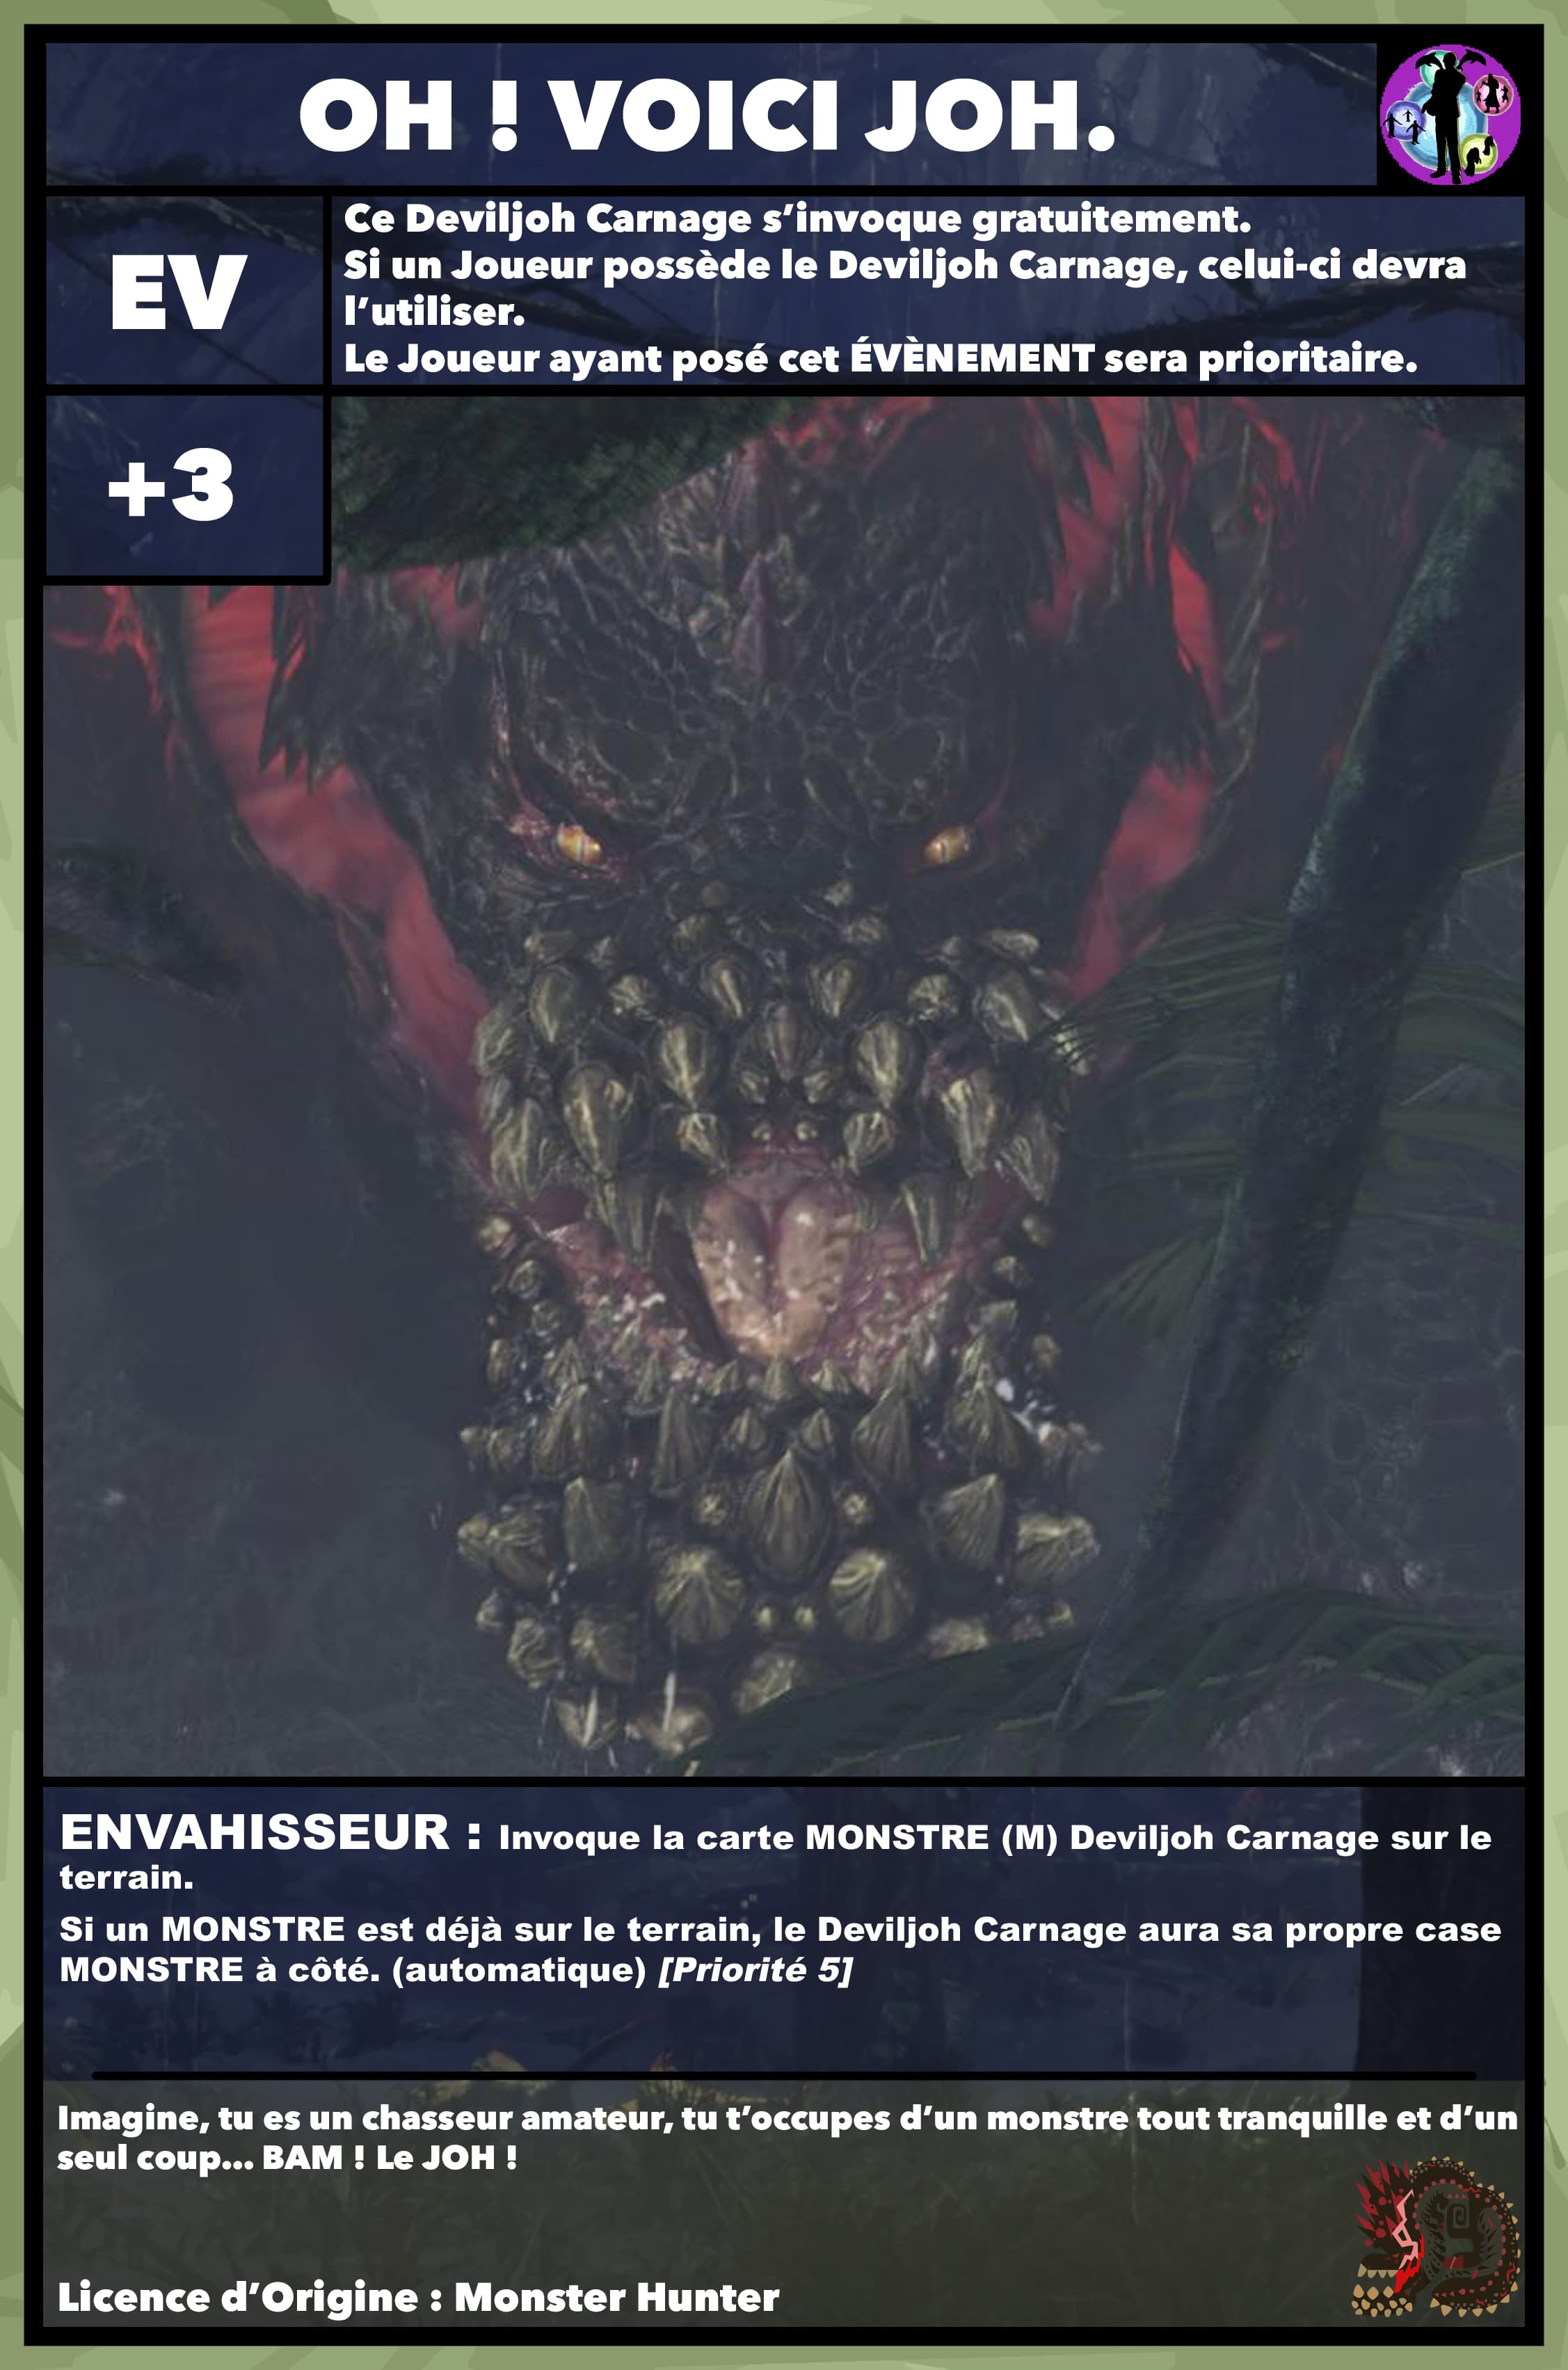 OH ! VOICI JOH.
EV
Ce Deviljoh Carnage s’invoque gratuitement.
Si un Joueur possède le Deviljoh Carnage, celui-ci devra
l’utiliser.
Le Joueur ayant posé cet ÉVÈNEMENT sera prioritaire.
+3
ENVAHISSEUR : Invoque la carte MONSTRE (M) Deviljoh Carnage sur le
terrain.
Si un MONSTRE est déjà sur le terrain, le Deviljoh Carnage aura sa propre case
MONSTRE à côté. (automatique) [Priorité 5]
Imagine, tu es un chasseur amateur, tu t’occupes d’un monstre tout tranquille et d’un
seul coup... BAM ! Le JOH !
Licence d’Origine : Monster Hunter